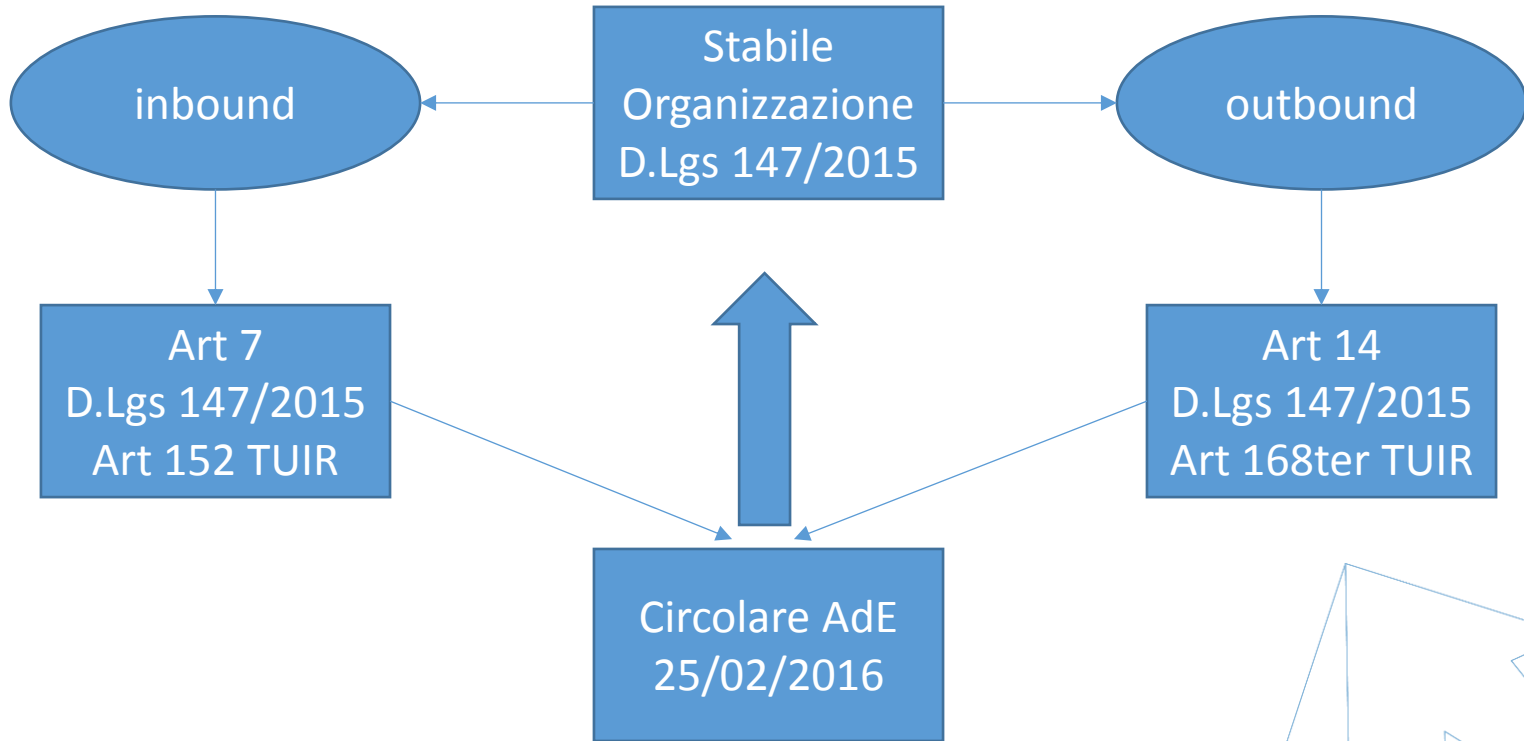 inbound
Stabile
Organizzazione
D.Lgs 147/2015
outbound
Art 7
D.Lgs 147/2015
Art 152 TUIR
Art 14
D.Lgs 147/2015
Art 168ter TUIR
Circolare AdE
25/02/2016